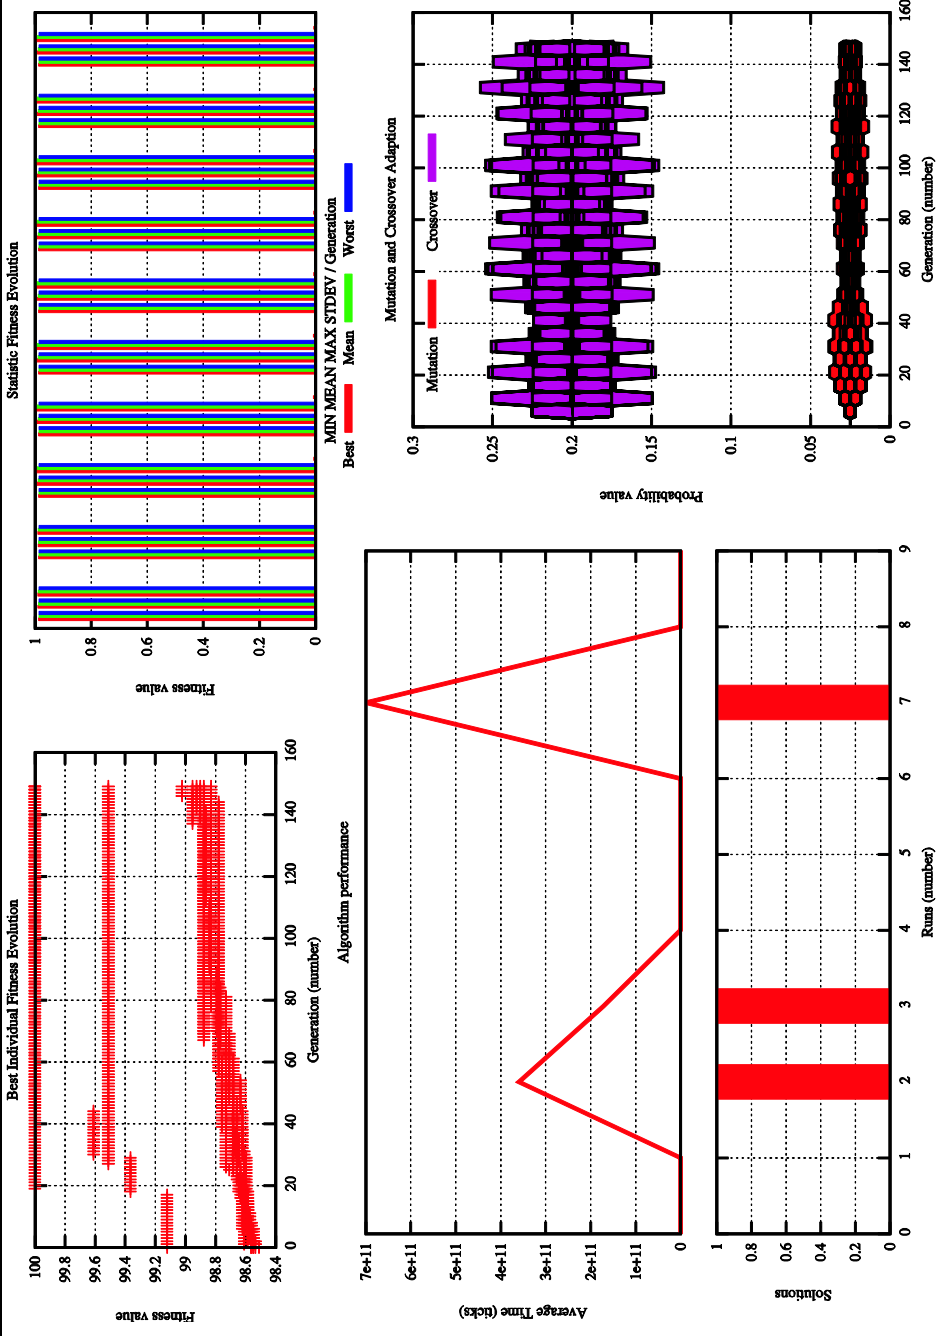 Best Individual Fitness Evolution
Fitness value
100
99.8
99.6
99.4
99.2
99
98.8
98.6
98.4
0 20 40 60 80 100 120 140 160
Generation (number)
Statistic Fitness Evolution
Fitness value
1
0.8
0.6
0.4
0.2
0
MIN MEAN MAX STDEV / Generation
Best Mean Worst
Algorithm performance
Average Time (ticks)
7e+11
6e+11
5e+11
4e+11
3e+11
2e+11
1e+11
0
Solutions
1
0.8
0.6
0.4
0.2
0
0 1 2 3 4 5 6 7 8 9
Runs (number)
Mutation and Crossover Adaption
Mutation Crossover
Probability value
0.3
0.25
0.2
0.15
0.1
0.05
0
0 20 40 60 80 100 120 140 160
Generation (number)